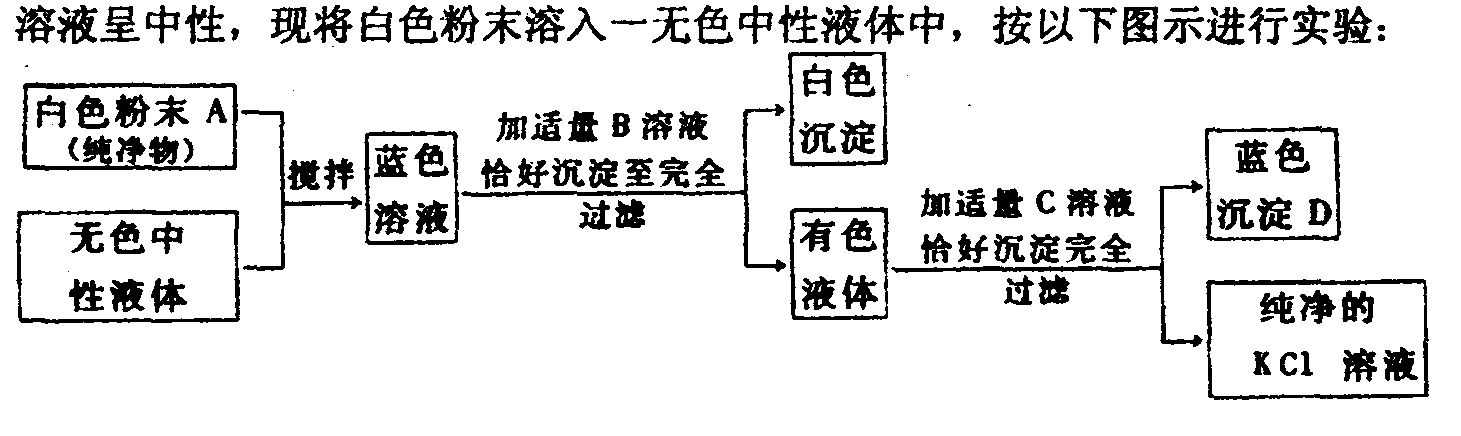 溶液呈中性，现将白色粉末溶入一无色中性液体中，按以下图示进行实验：
白色粉末 A
（纯净物）
无色中
性液体
搅拌
蓝色
溶液
加适量 B 溶液
恰好沉淀至完全
过滤
白色
沉淀
有色
液体
加适量 C 溶液
恰好沉淀完全
过滤
蓝色
沉淀 D
纯净的
KCl 溶液